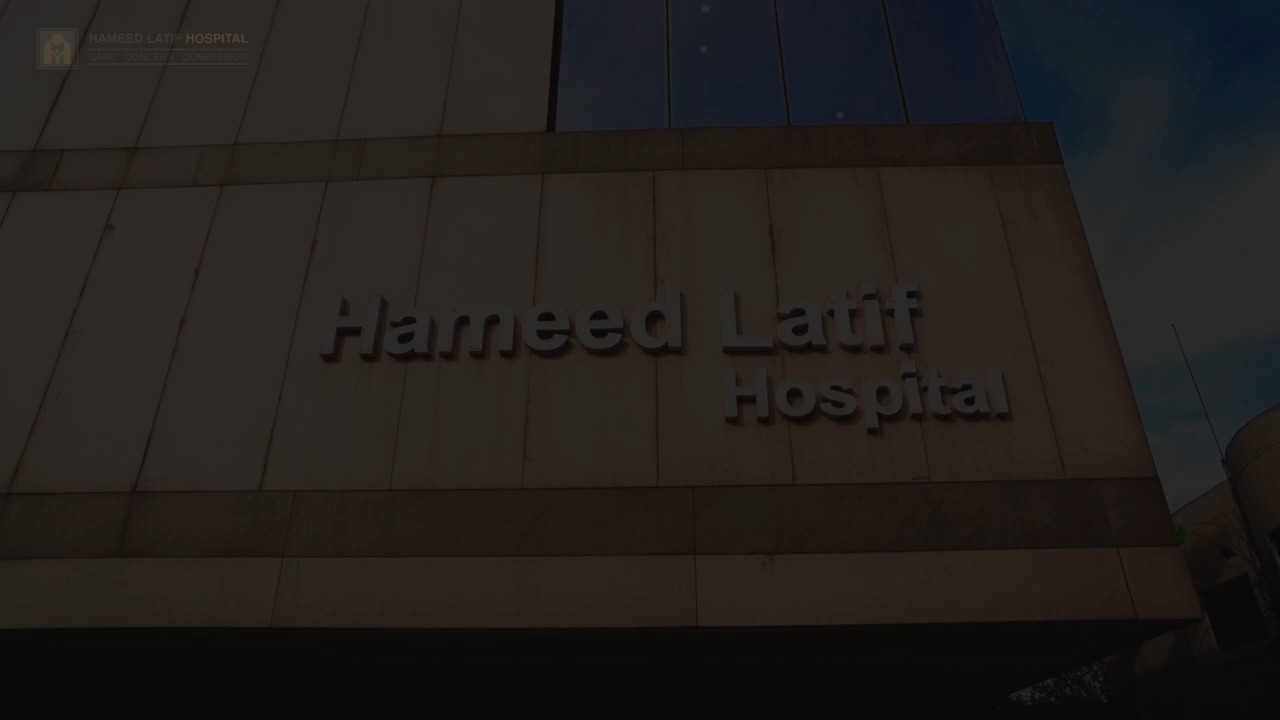 HAMEED LATIF HOSPITAL
CARE CONCERN COMPASSION
Hameed Latif
Hospital